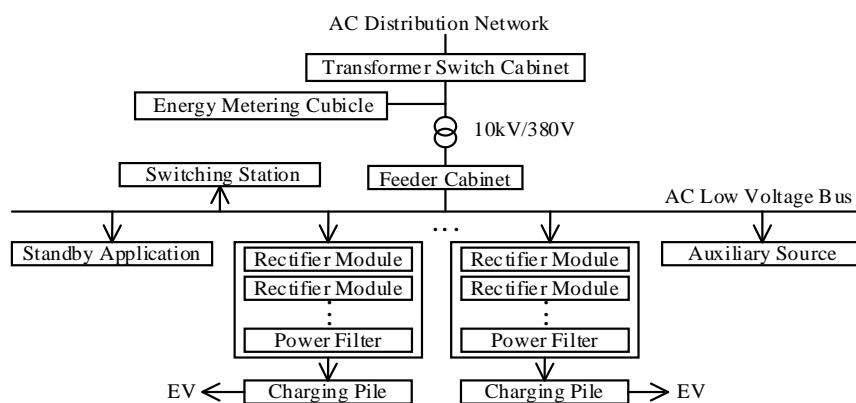 AC Distribution Network
Transformer Switch Cabinet
Energy Metering Cubicle
10kV/380V
Switching Station
Feeder Cabinet
AC Low Voltage Bus
...
Standby Application
Rectifier Module
Rectifier Module
Auxiliary Source
Rectifier Module
Rectifier Module
Power Filter
Power Filter
EV
Charging Pile
Charging Pile
EV